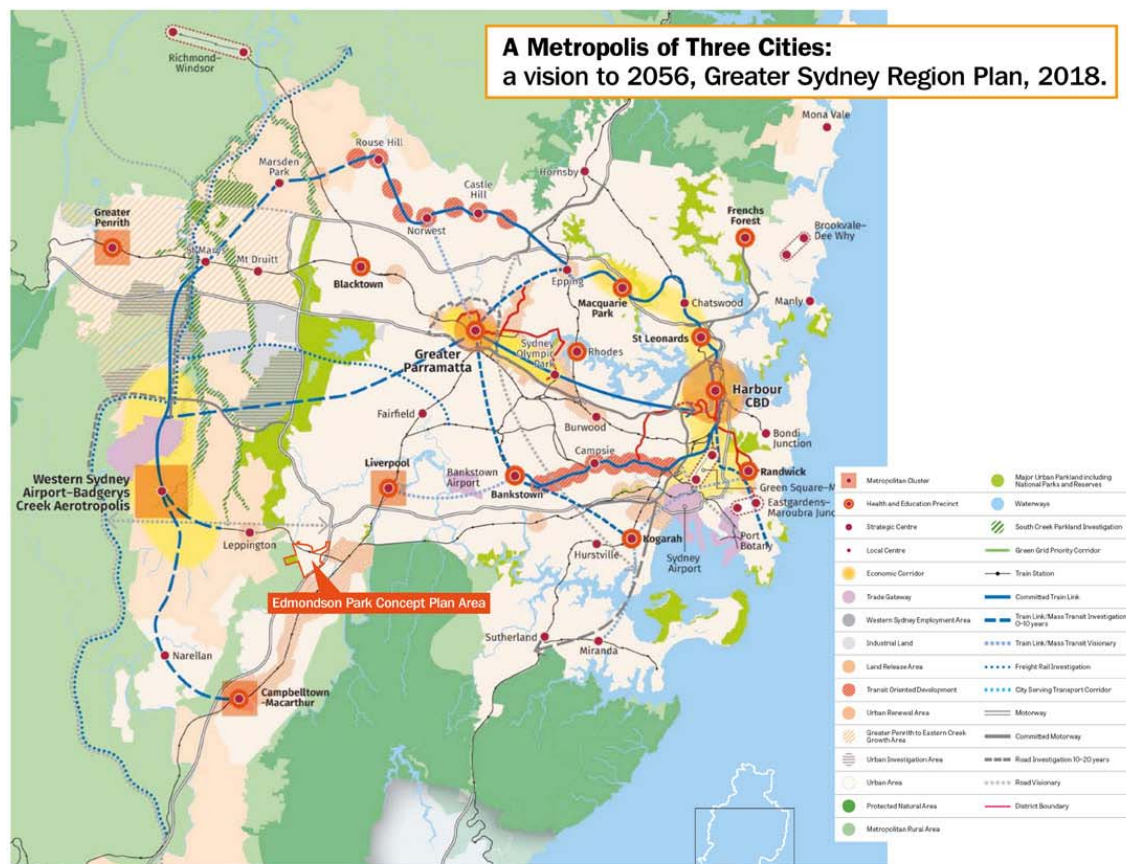 A Metropolis of Three Cities:
a vision to 2056, Greater Sydney Region Plan, 2018.
Richmond–
Windsor
Mona Vale
Rouse Hill
Marsden
Park
Hornsby
Castle
Hill
Frenchs
Forest
Greater
Penrith
Norwest
Brookvale–
Dee Why
St Marys
Mt Druitt
Blacktown
Epping
Macquarie
Park
Chatswood
Manly
St Leonards
Greater
Parramatta
Sydney
Olympic
Park
Rhodes
Harbour
CBD
Fairfield
Burwood
Bondi
Junction
Campsie
Liverpool
Bankstown
Airport
Bankstown
Randwick
Western Sydney
Airport–Badgerys
Creek Aerotropolis
Green Square–M
Eastgardens–
Maroubra Junc
Leppington
Kogarah
Hurstville
Port
Botany
Sydney
Airport
Edmondson Park Concept Plan Area
Sutherland
Miranda
Narellan
Campbelltown
–Macarthur
Metropolitan Cluster
Health and Education Precinct
Strategic Centre
Local Centre
Economic Corridor
Trade Gateway
Western Sydney Employment Area
Industrial Land
Land Release Area
Transit Oriented Development
Urban Renewal Area
Greater Penrith to Eastern Creek
Growth Area
Urban Investigation Area
Urban Area
Protected Natural Area
Metropolitan Rural Area
Major Urban Parkland including
National Parks and Reserves
Waterways
South Creek Parkland Investigation
Green Grid Priority Corridor
Train Station
Committed Train Link
Train Link/Mass Transit Investigation
0–10 years
Train Link/Mass Transit Visionary
Freight Rail Investigation
City Serving Transport Corridor
Motorway
Committed Motorway
Road Investigation 10–20 years
Road Visionary
District Boundary